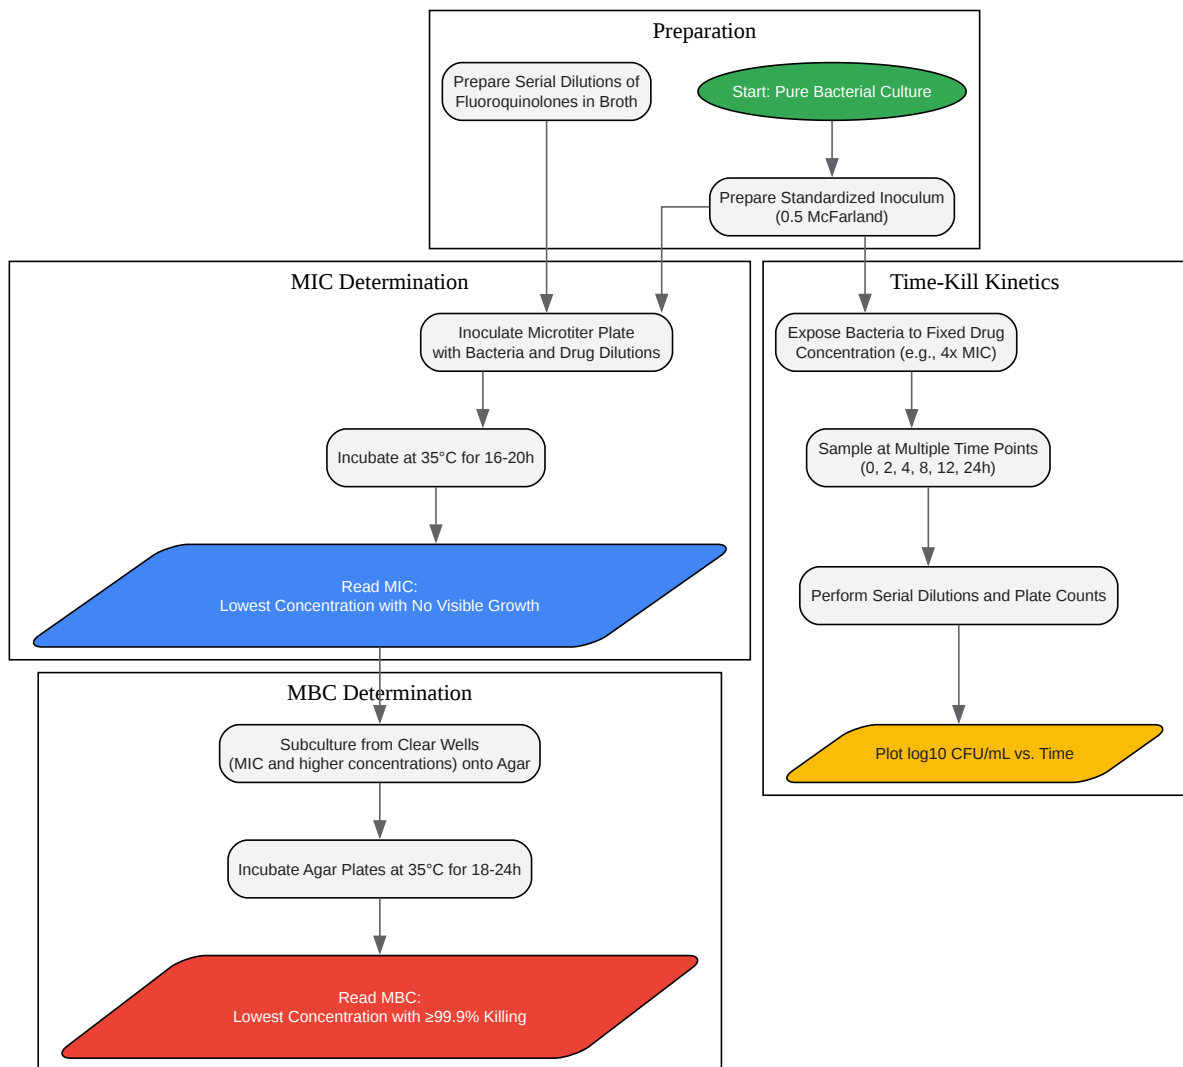 Preparation
Prepare Serial Dilutions of
Fluoroquinolones in Broth
Start: Pure Bacterial Culture
Prepare Standardized Inoculum
(0.5 McFarland)
MIC Determination
Inoculate Microtiter Plate
with Bacteria and Drug Dilutions
Incubate at 35°C for 16-20h
Read MIC:
Lowest Concentration with No Visible Growth
MBC Determination
Subculture from Clear Wells
(MIC and higher concentrations) onto Agar
Incubate Agar Plates at 35°C for 18-24h
Read MBC:
Lowest Concentration with ≥99.9% Killing
Time-Kill Kinetics
Expose Bacteria to Fixed Drug
Concentration (e.g., 4x MIC)
Sample at Multiple Time Points
(0, 2, 4, 8, 12, 24h)
Perform Serial Dilutions and Plate Counts
Plot log10 CFU/mL vs. Time